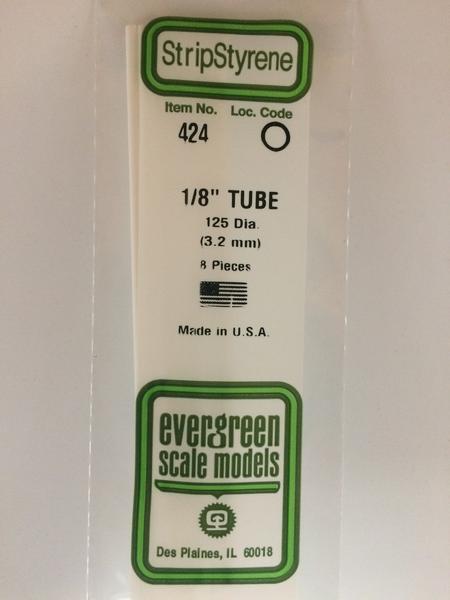 StripStyrene
Item No. Loc. Code
424 O
1/8" TUBE
125 Dia.
(3.2 mm)
8 Pieces
Made in U.S.A.
evergreen
scale models
Des Plaines, IL 60018